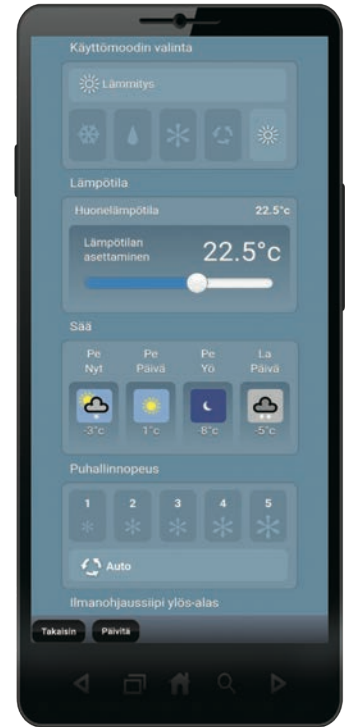 Käyttömoodin valinta
Lämmitys
Lämpötila
Huonelämpötila 22.5°c
Lämpötilan
asettaminen
22.5°c
Sää
Pe Pe Pe La
Nyt Päivä Yö Päivä
-3°c 1°c -8°c -5°c
Puhallinnopeus
1 2 3 4 5
Auto
Ilmanohjaussiipi ylös-alas
Takaisin Päivitä